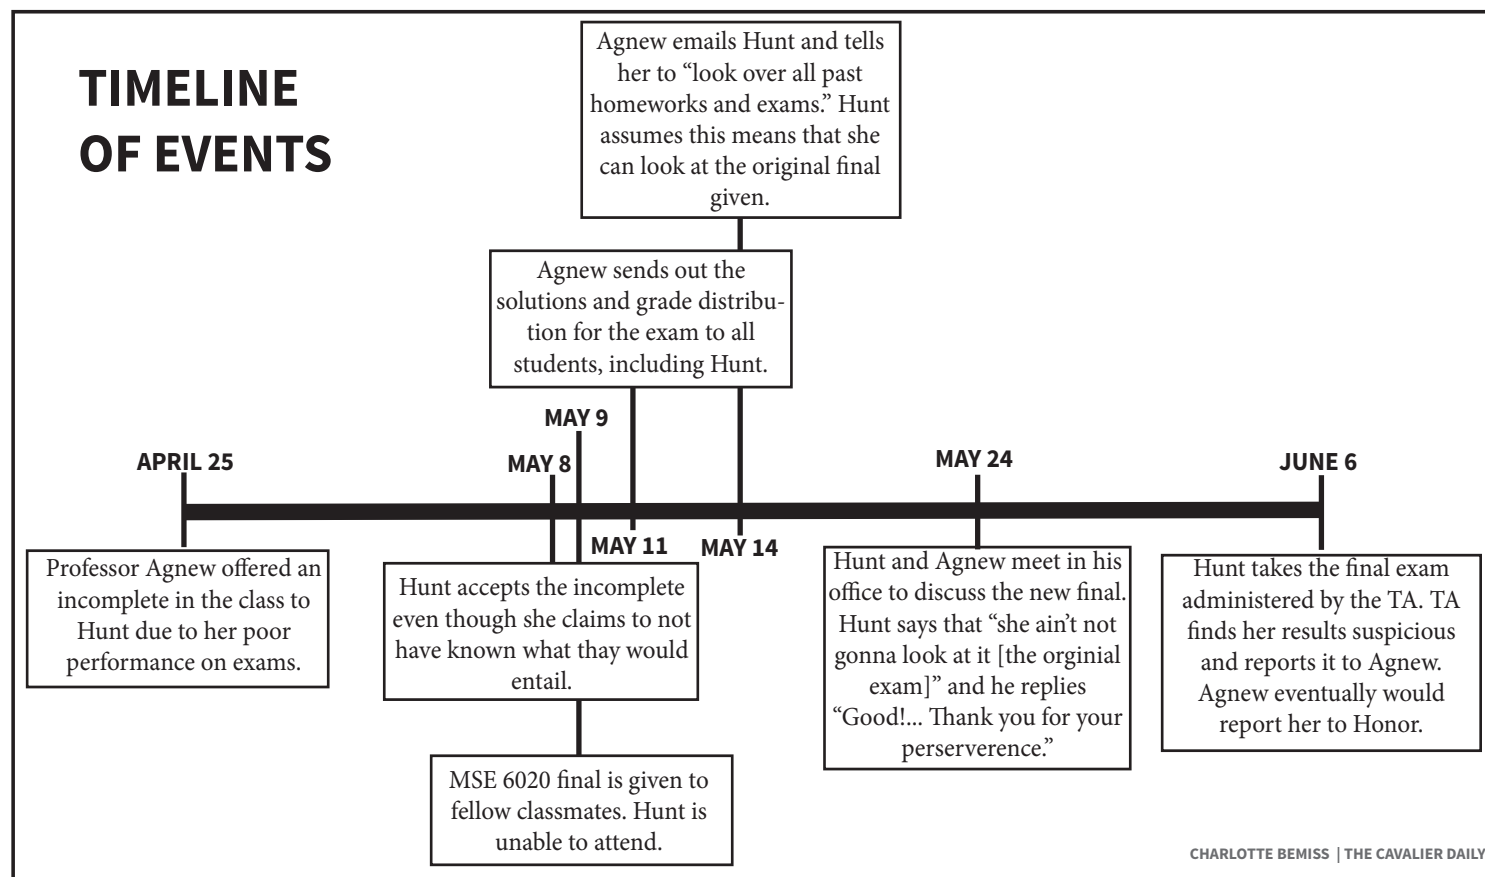 TIMELINE
OF EVENTS
Agnew emails Hunt and tells
her to “look over all past
homeworks and exams.” Hunt
assumes this means that she
can look at the original final
given.
Agnew sends out the
solutions and grade distribu-
tion for the exam to all
students, including Hunt.
APRIL 25
MAY 8
MAY 9
MAY 11
MAY 14
MAY 24
JUNE 6
Professor Agnew offered an
incomplete in the class to
Hunt due to her poor
performance on exams.
Hunt accepts the incomplete
even though she claims to not
have known what thay would
entail.
MSE 6020 final is given to
fellow classmates. Hunt is
unable to attend.
Hunt and Agnew meet in his
office to discuss the new final.
Hunt says that “she ain't not
gonna look at it [the orginial
exam]” and he replies
“Good!... Thank you for your
perserverence.”
Hunt takes the final exam
administered by the TA. TA
finds her results suspicious
and reports it to Agnew.
Agnew eventually would
report her to Honor.
CHARLOTTE BEMISS | THE CAVALIER DAILY